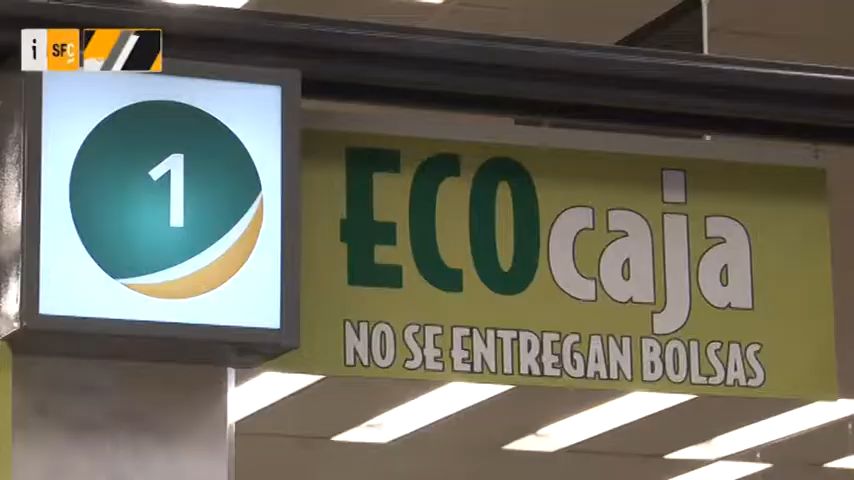 i SFC
1
ECOcaja
NO SE ENTREGAN BOLSAS